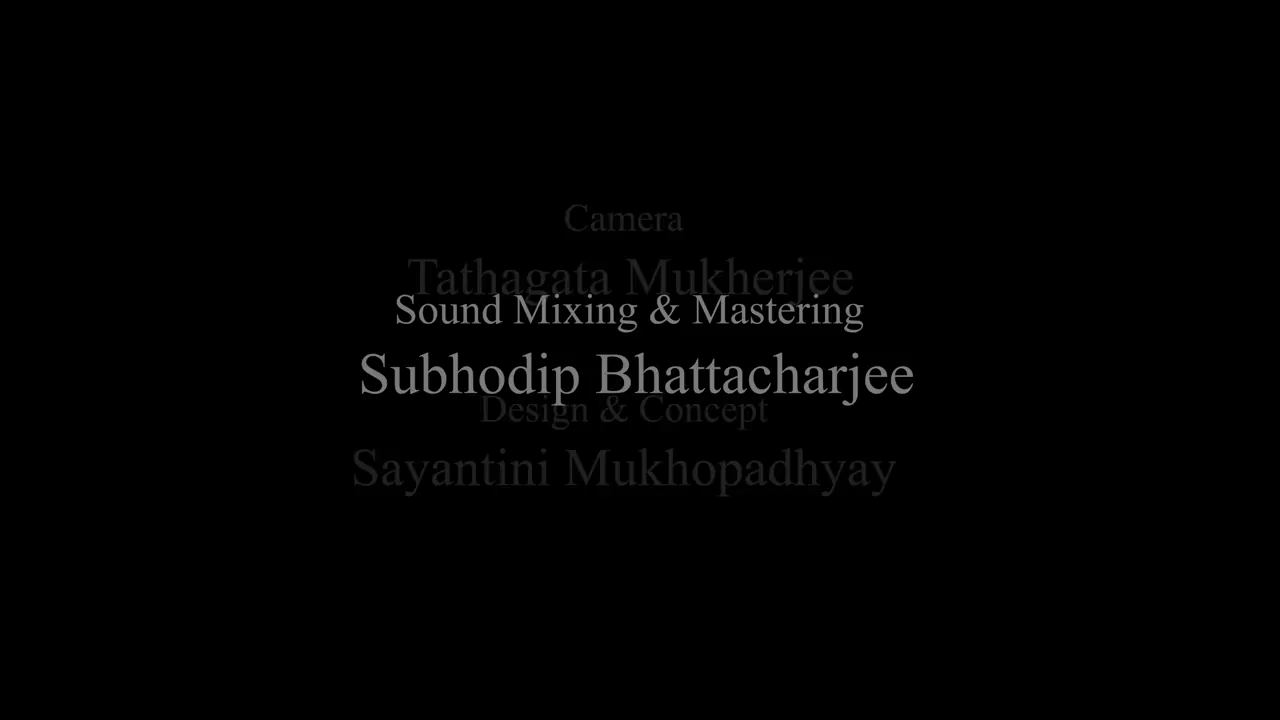 Camera
Tathagata Mukherjee
Sound Mixing & Mastering
Subhodip Bhattacharjee
Design & Concept
Sayantini Mukhopadhyay